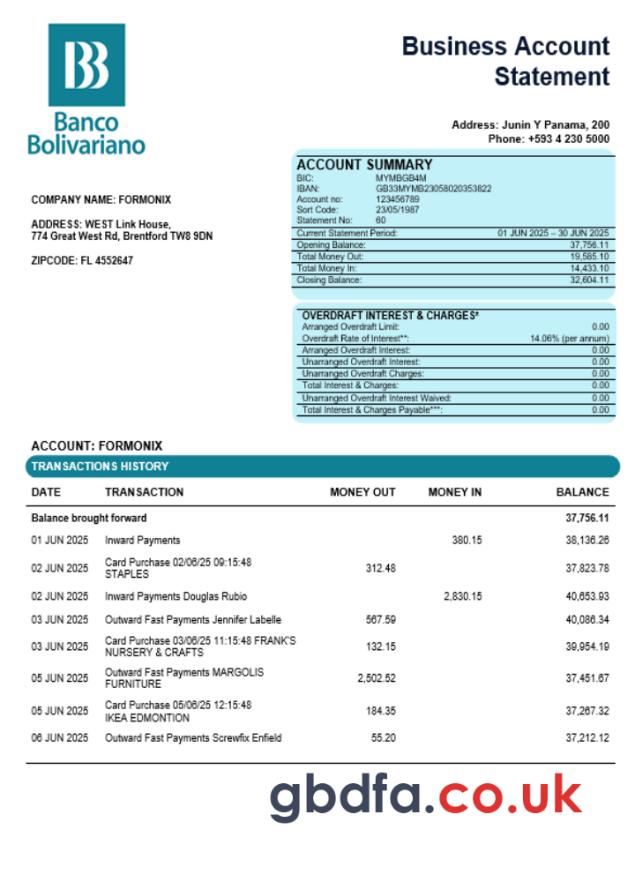 Business Account
Statement
Banco
Bolivariano
Address: Junin Y Panama, 200
Phone: +593 4 230 5000
COMPANY NAME: FORMONIX
ADDRESS: WEST Link House,
774 Great West Rd, Brentford TW8 9DN
ZIPCODE: FL 4552647
ACCOUNT SUMMARY
BIC: MYMBGB4M
IBAN: GB33MYMB23058020353822
Account no: 123456789
Sort Code: 23/05/1987
Statement No: 60
Current Statement Period: 01 JUN 2025 – 30 JUN 2025
Opening Balance: 37,756.11
Total Money Out: 19,585.10
Total Money In: 14,433.10
Closing Balance: 32,604.11
OVERDRAFT INTEREST & CHARGES*
Arranged Overdraft Limit: 0.00
Overdraft Rate of Interest**: 14.06% (per annum)
Arranged Overdraft Interest: 0.00
Unarranged Overdraft Interest: 0.00
Unarranged Overdraft Charges: 0.00
Total Interest & Charges: 0.00
Unarranged Overdraft Interest Waived: 0.00
Total Interest & Charges Payable***: 0.00
ACCOUNT: FORMONIX
TRANSACTIONS HISTORY
DATE TRANSACTION MONEY OUT MONEY IN BALANCE
Balance brought forward 37,756.11
01 JUN 2025 Inward Payments 380.15 38,136.26
02 JUN 2025 Card Purchase 02/06/25 09:15:48
STAPLES 312.48 37,823.78
02 JUN 2025 Inward Payments Douglas Rubio 2,830.15 40,653.93
03 JUN 2025 Outward Fast Payments Jennifer Labelle 567.59 40,086.34
03 JUN 2025 Card Purchase 03/06/25 11:15:48 FRANK'S
NURSERY & CRAFTS 132.15 39,954.19
05 JUN 2025 Outward Fast Payments MARGOLIS
FURNITURE 2,502.52 37,451.67
05 JUN 2025 Card Purchase 05/06/25 12:15:48
IKEA EDMONTION 184.35 37,267.32
06 JUN 2025 Outward Fast Payments Screwfix Enfield 55.20 37,212.12
gbdfa.co.uk